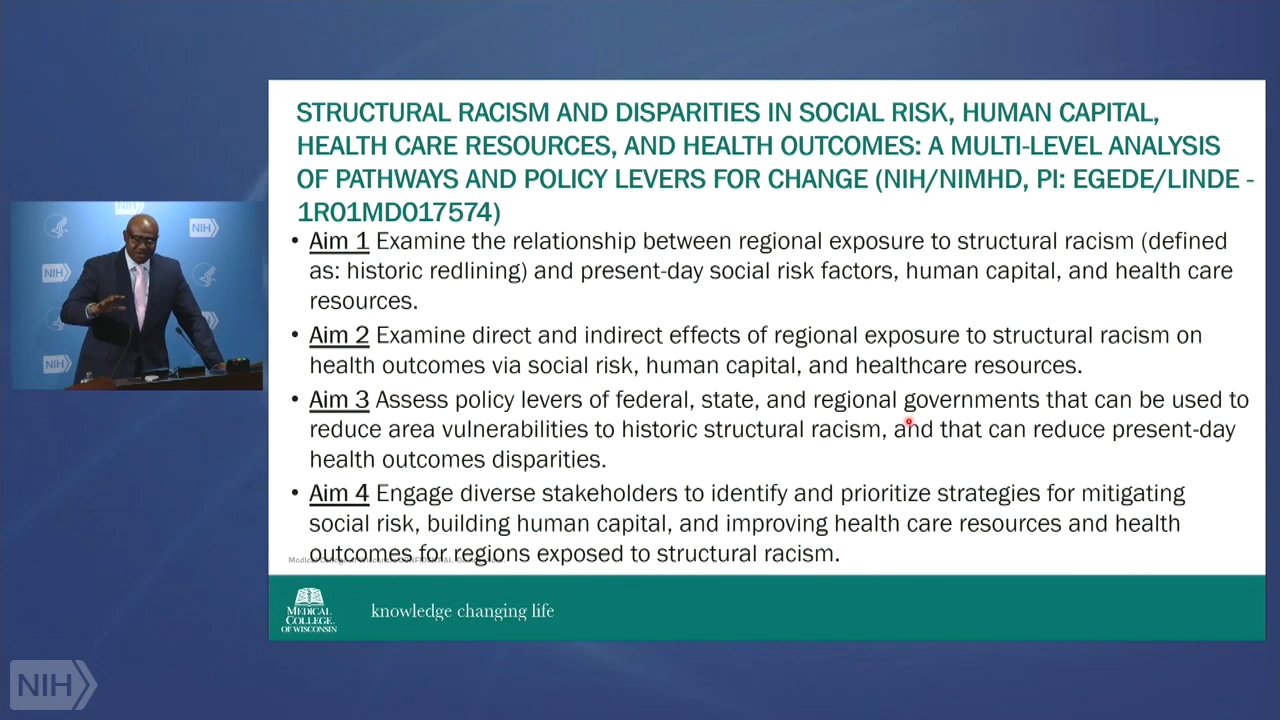 STRUCTURAL RACISM AND DISPARITIES IN SOCIAL RISK, HUMAN CAPITAL,
HEALTH CARE RESOURCES, AND HEALTH OUTCOMES: A MULTI-LEVEL ANALYSIS
OF PATHWAYS AND POLICY LEVERS FOR CHANGE (NIH/NIMHD, PI: EGEDE/LINDE -
1R01MD017574)
• Aim 1 Examine the relationship between regional exposure to structural racism (defined
as: historic redlining) and present-day social risk factors, human capital, and health care
resources.
• Aim 2 Examine direct and indirect effects of regional exposure to structural racism on
health outcomes via social risk, human capital, and healthcare resources.
• Aim 3 Assess policy levers of federal, state, and regional governments that can be used to
reduce area vulnerabilities to historic structural racism, and that can reduce present-day
health outcomes disparities.
• Aim 4 Engage diverse stakeholders to identify and prioritize strategies for mitigating
social risk, building human capital, and improving health care resources and health
outcomes for regions exposed to structural racism.
MEDICAL
COLLEGE
OF WISCONSIN
knowledge changing life
NIH
NIH
NIH
NIH
NIH